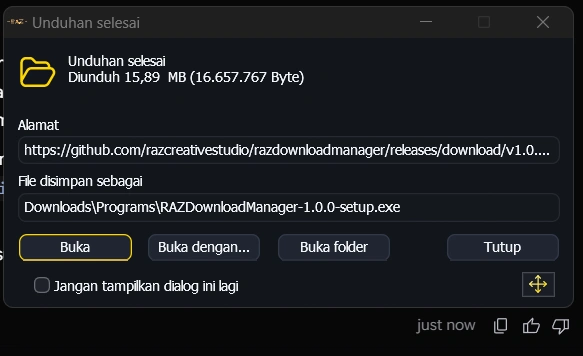 RAZ
Unduhan selesai
Unduhan selesai
Diunduh 15,89 MB (16.657.767 Byte)
Alamat
https://github.com/razcreativestudio/razdownloadmanager/releases/download/v1.0....
File disimpan sebagai
Downloads\Programs\RAZDownloadManager-1.0.0-setup.exe
Buka
Buka dengan...
Buka folder
Tutup
Jangan tampilkan dialog ini lagi
just now